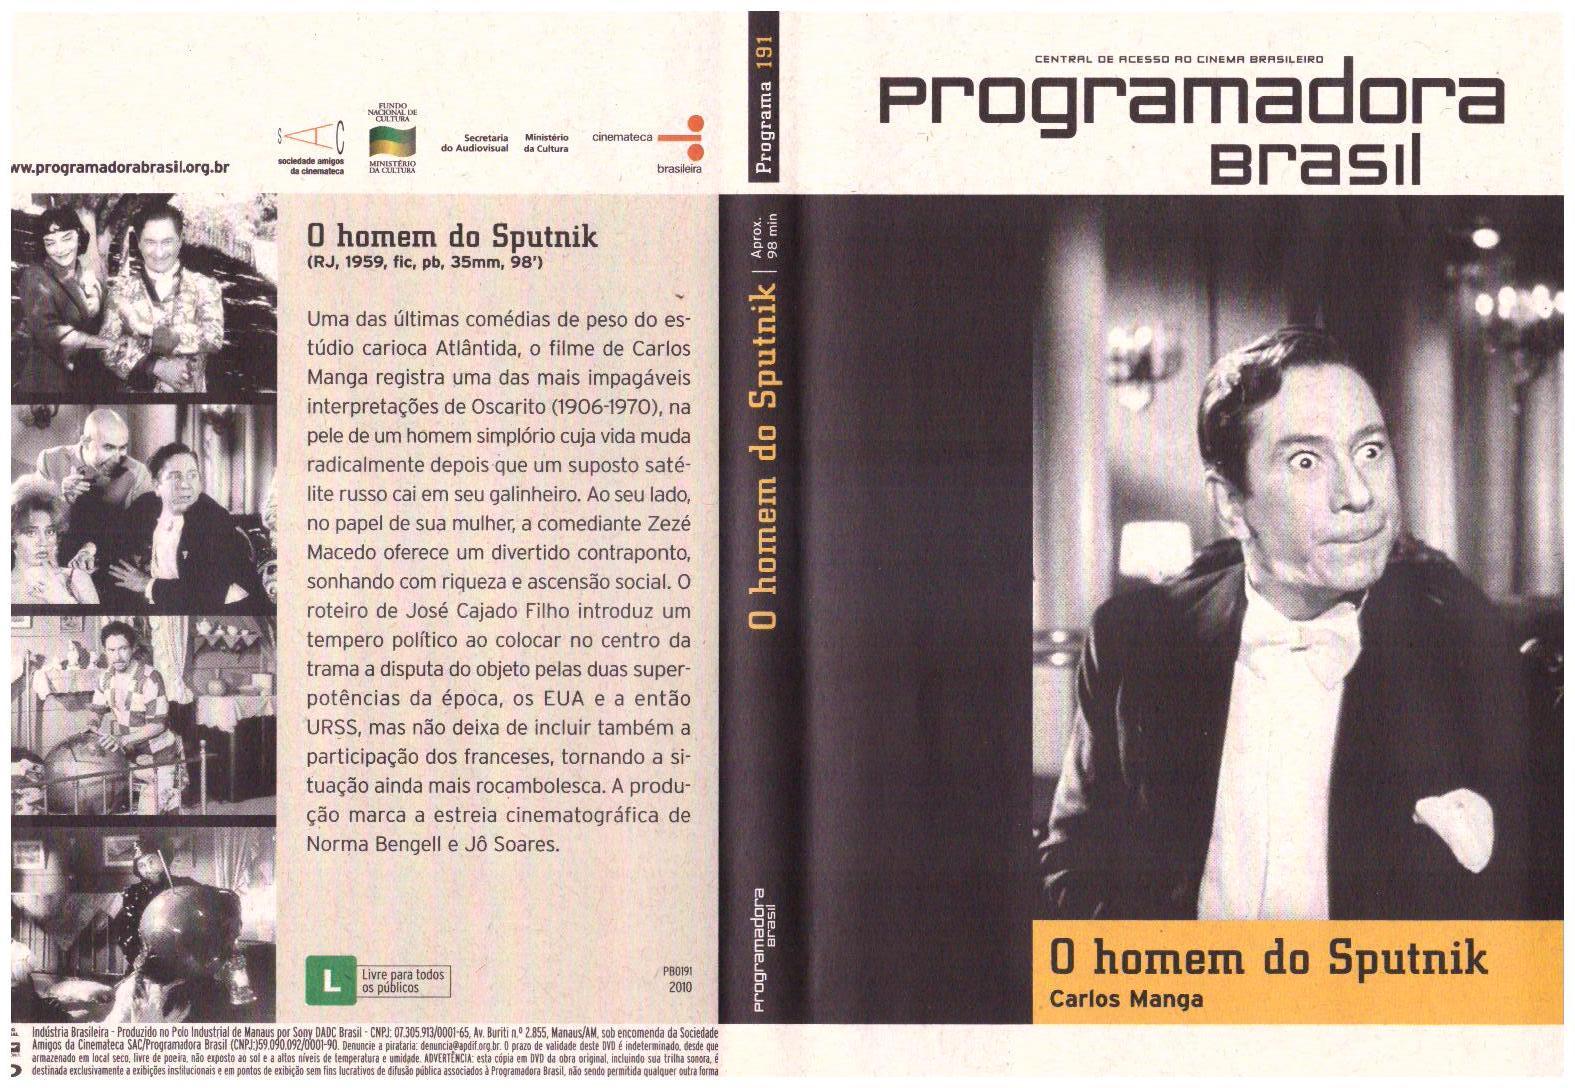 FUNDO
NACIONAL DE
CULTURA
MINISTÉRIO
DA CULTURA
SAC
sociedade amigos
da cinemateca
Secretaria
do Audiovisual
Ministério
da Cultura
cinemateca
brasileira
ww.programadorabrasil.org.br
O homem do Sputnik
(RJ, 1959, fic, pb, 35mm, 98')
Uma das últimas comédias de peso do es-
túdio carioca Atlântida, o filme de Carlos
Manga registra uma das mais impagáveis
interpretações de Oscarito (1906-1970), na
pele de um homem simplório cuja vida muda
radicalmente depois que um suposto saté-
lite russo cai em seu galinheiro. Ao seu lado,
no papel de sua mulher, a comediante Zezé
Macedo oferece um divertido contraponto,
sonhando com riqueza e ascensão social. O
roteiro de José Cajado Filho introduz um
tempero político ao colocar no centro da
trama a disputa do objeto pelas duas super-
potências da época, os EUA e a então
URSS, mas não deixa de incluir também a
participação dos franceses, tornando a si-
tuação ainda mais rocambolesca. A produ-
ção marca a estreia cinematográfica de
Norma Bengell e Jô Soares.
L
Livre para todos
os públicos
PB0191
2010
Indústria Brasileira - Produzido no Polo Industrial de Manaus por Sony DADC Brasil - CNPJ: 07.305.913/0001-65, Av. Buriti n.º 2.855, Manaus/AM, sob encomenda da Sociedade
Amigos da Cinemateca SAC/Programadora Brasil (CNPJ:)59.090.092/0001-90. Denuncie a pirataria: denuncia@apdif.org.br. O prazo de validade deste DVD é indeterminado, desde que
armazenado em local seco, livre de poeira, não exposto ao sol e a altos níveis de temperatura e umidade. ADVERTÊNCIA: esta cópia em DVD da obra original, incluindo sua trilha sonora, é
destinada exclusivamente a exibições institucionais e em pontos de exibição sem fins lucrativos de difusão pública associados à Programadora Brasil, não sendo permitida qualquer outra forma
Programa 191
O homem do Sputnik
Aprox.
98 min
programadora
Brasil
CENTRAL DE ACESSO AO CINEMA BRASILEIRO
programadora
Brasil
O homem do Sputnik
Carlos Manga